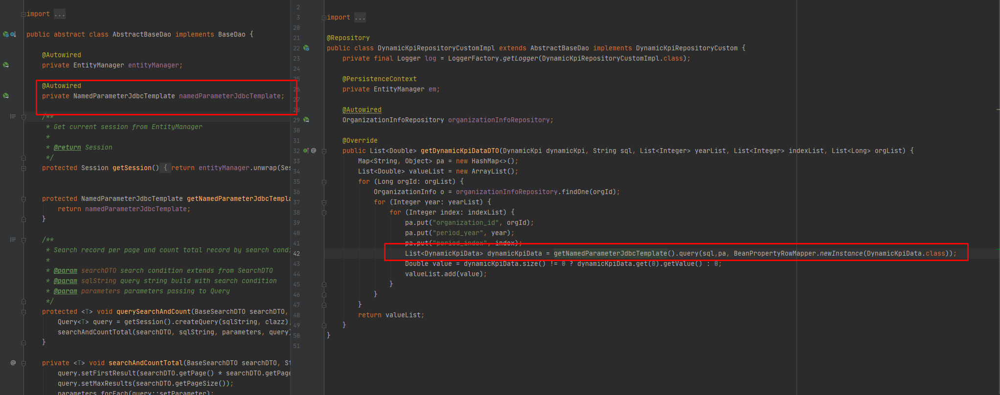 import ...
public abstract class AbstractBaseDao implements BaseDao {
@Autowired
private EntityManager entityManager;
@Autowired
private NamedParameterJdbcTemplate namedParameterJdbcTemplate;
/**
* Get current session from EntityManager
*
* @return Session
*/
protected Session getSession() { return entityManager.unwrap(Ses
protected NamedParameterJdbcTemplate getNamedParameterJdbcTempla
return namedParameterJdbcTemplate;
}
/**
* Search record per page and count total record by search condi
*
* @param searchDTO search condition extends from SearchDTO
* @param sqlString query string build with search condition
* @param parameters parameters passing to Query
*/
protected <T> void querySearchAndCount(BaseSearchDTO searchDTO,
Query<T> query = getSession().createQuery(sqlString, clazz);
searchAndCountTotal(searchDTO, sqlString, parameters, query)
}
@ private <T> void searchAndCountTotal(BaseSearchDTO searchDTO, St
query.setFirstResult(searchDTO.getPage() * searchDTO.getPage
query.setMaxResults(searchDTO.getPageSize());
parameters.forEach(query::setParameter);
2
3 import ...
20
21 @Repository
22 public class DynamicKpiRepositoryCustomImpl extends AbstractBaseDao implements DynamicKpiRepositoryCustom {
23 private final Logger log = LoggerFactory.getLogger(DynamicKpiRepositoryCustomImpl.class);
24
25 @PersistenceContext
26 private EntityManager em;
27
28 @Autowired
29 OrganizationInfoRepository organizationInfoRepository;
30
31 @Override
32 @ public List<Double> getDynamicKpiDataDTO(DynamicKpi dynamicKpi, String sql, List<Integer> yearList, List<Integer> indexList, List<Long> orgList) {
33 Map<String, Object> pa = new HashMap<>();
34 List<Double> valueList = new ArrayList();
35 for (Long orgId: orgList) {
36 OrganizationInfo o = organizationInfoRepository.findOne(orgId);
37 for (Integer year: yearList) {
38 for (Integer index: indexList) {
39 pa.put("organization_id", orgId);
40 pa.put("period_year", year);
41 pa.put("period_index", index);
42 List<DynamicKpiData> dynamicKpiData = getNamedParameterJdbcTemplate().query(sql,pa, BeanPropertyRowMapper.newInstance(DynamicKpiData.class));
43 Double value = dynamicKpiData.size() != 0 ? dynamicKpiData.get(0).getValue() : 0;
44 valueList.add(value);
45 }
46 }
47 }
48 return valueList;
49 }
50 }
51